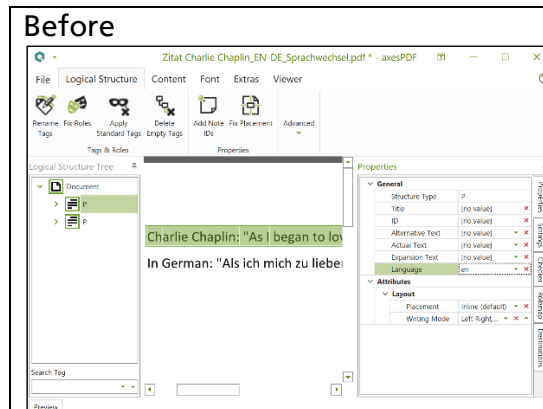 Before
Zitat Charlie Chaplin_EN-DE_Sprachwechsel.pdf * - axesPDF
File Logical Structure Content Font Extras Viewer
Rename Tags Fix Roles Apply Standard Tags Delete Empty Tags Add Note IDs Fix Placement Advanced
Tags & Roles Properties
Logical Structure Tree
Document
P
P
Search Tag
Preview
Charlie Chaplin: "As I began to lov
In German: "Als ich mich zu lieber
Properties
General
Structure Type P
Title [no value]
ID [no value]
Alternative Text [no value]
Actual Text [no value]
Expansion Text [no value]
Language en
Attributes
Layout
Placement Inline (default)
Writing Mode Left Right,...
Properties
Settings
Checker
Rolemap
Destinations